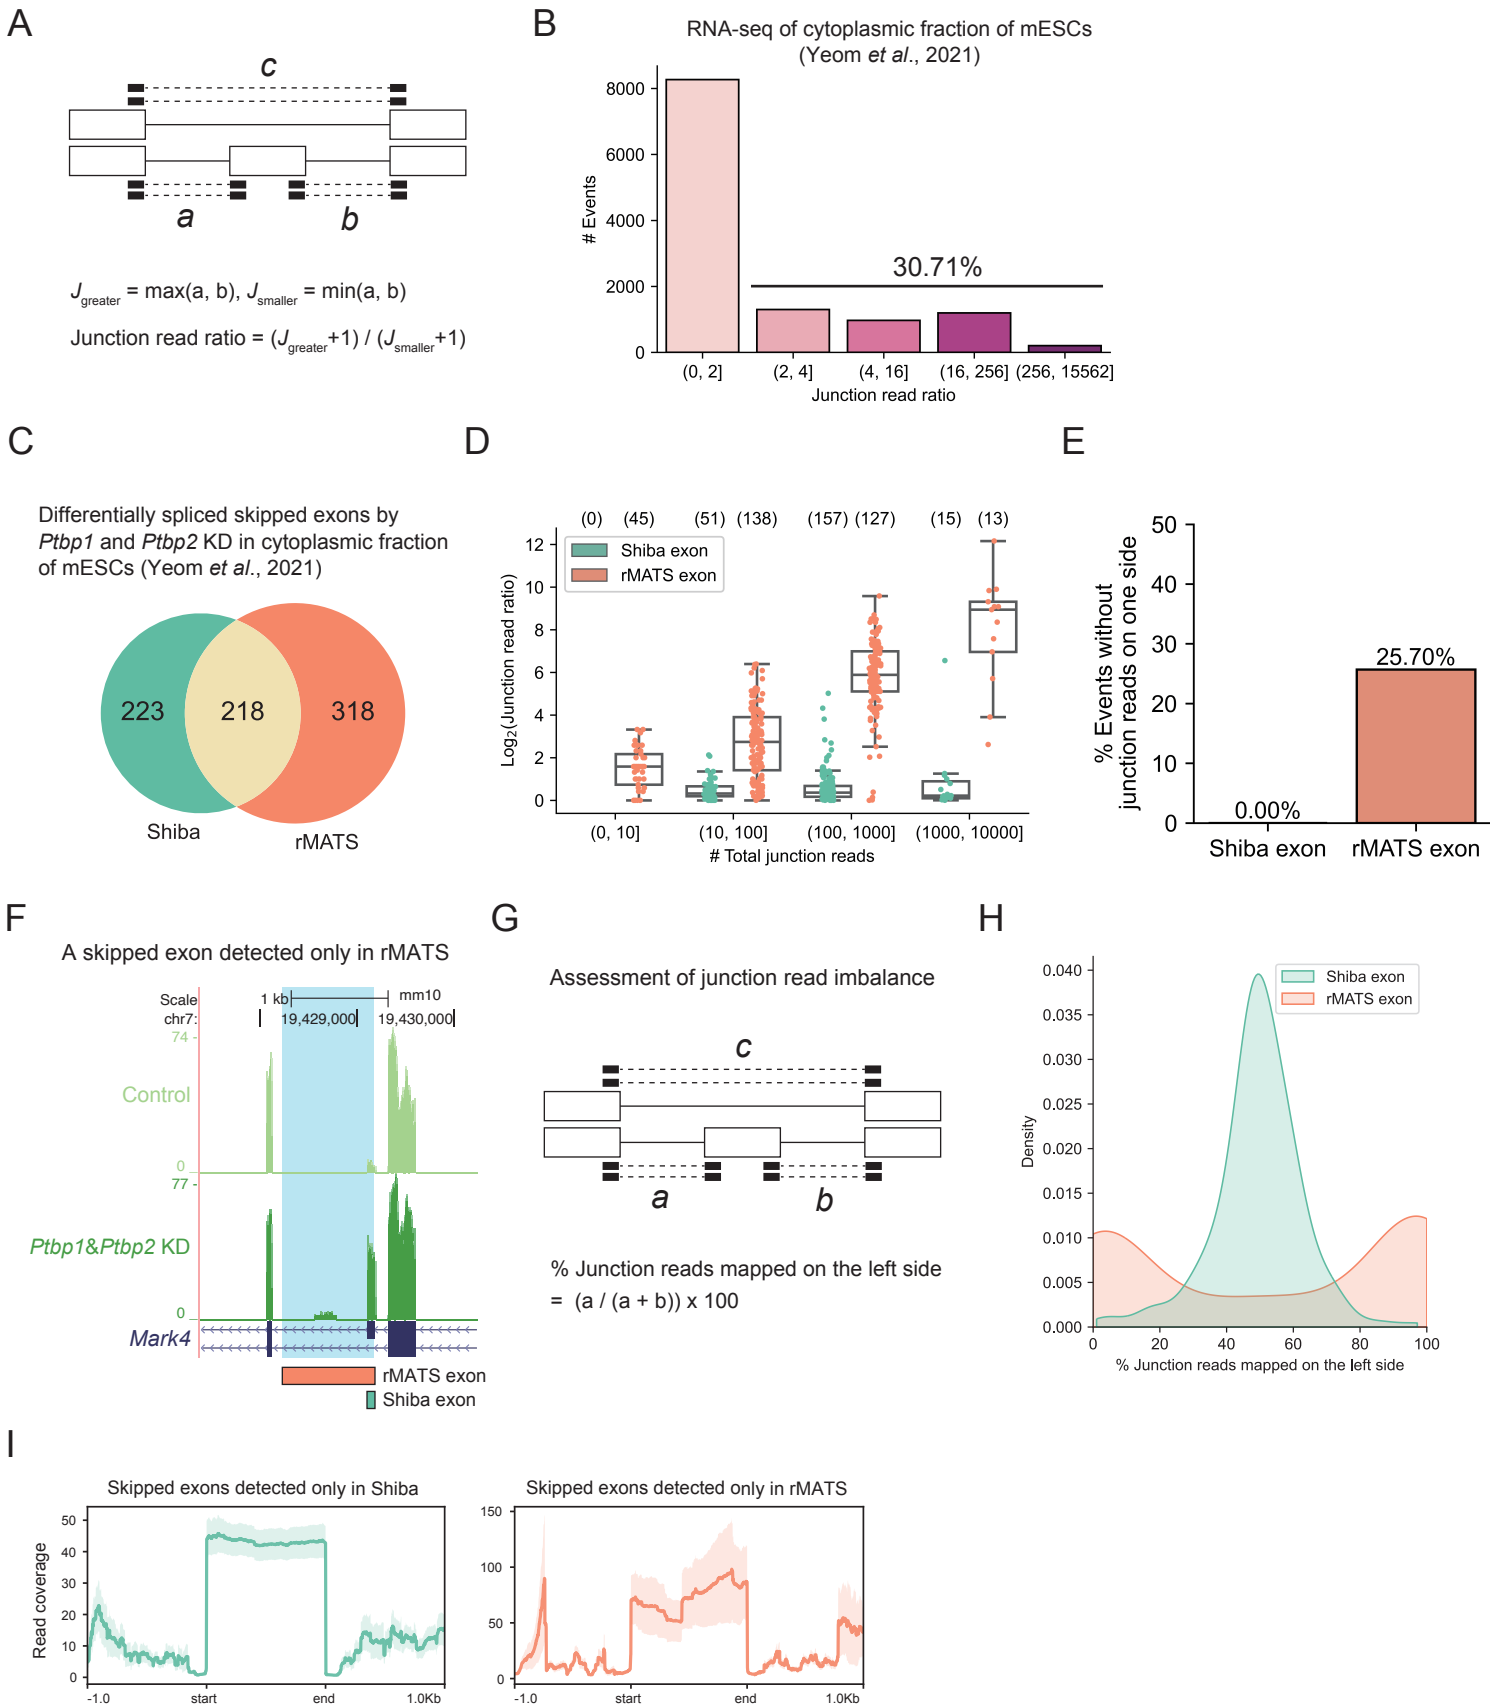 A
c
a
b
J greater = max(a, b), J smaller = min(a, b)
Junction read ratio = (J greater+1) / (J smaller+1)
B
RNA-seq of cytoplasmic fraction of mESCs
(Yeom et al., 2021)
# Events
8000
6000
4000
2000
0
30.71%
(0, 2]
(2, 4]
(4, 16]
(16, 256]
(256, 15562]
Junction read ratio
C
Differentially spliced skipped exons by
Ptbp1 and Ptbp2 KD in cytoplasmic fraction
of mESCs (Yeom et al., 2021)
223
218
318
Shiba
rMATS
D
(0)
(45)
(51)
(138)
(157)
(127)
(15)
(13)
Shiba exon
rMATS exon
Log2(Junction read ratio)
12
10
8
6
4
2
0
(0, 10]
(10, 100]
(100, 1000]
(1000, 10000]
# Total junction reads
E
% Events without
junction reads on one side
50
40
30
20
10
0
0.00%
25.70%
Shiba exon
rMATS exon
F
A skipped exon detected only in rMATS
Scale
1 kb
mm10
chr7:
19,429,000
19,430,000
74
Control
0
77
Ptbp1&Ptbp2 KD
0
Mark4
rMATS exon
Shiba exon
G
Assessment of junction read imbalance
c
a
b
% Junction reads mapped on the left side
= (a / (a + b)) x 100
H
Shiba exon
rMATS exon
Density
0.040
0.035
0.030
0.025
0.020
0.015
0.010
0.005
0.000
0
20
40
60
80
100
% Junction reads mapped on the left side
I
Skipped exons detected only in Shiba
Read coverage
50
40
30
20
10
0
-1.0
start
end
1.0Kb
Skipped exons detected only in rMATS
150
100
50
0
-1.0
start
end
1.0Kb